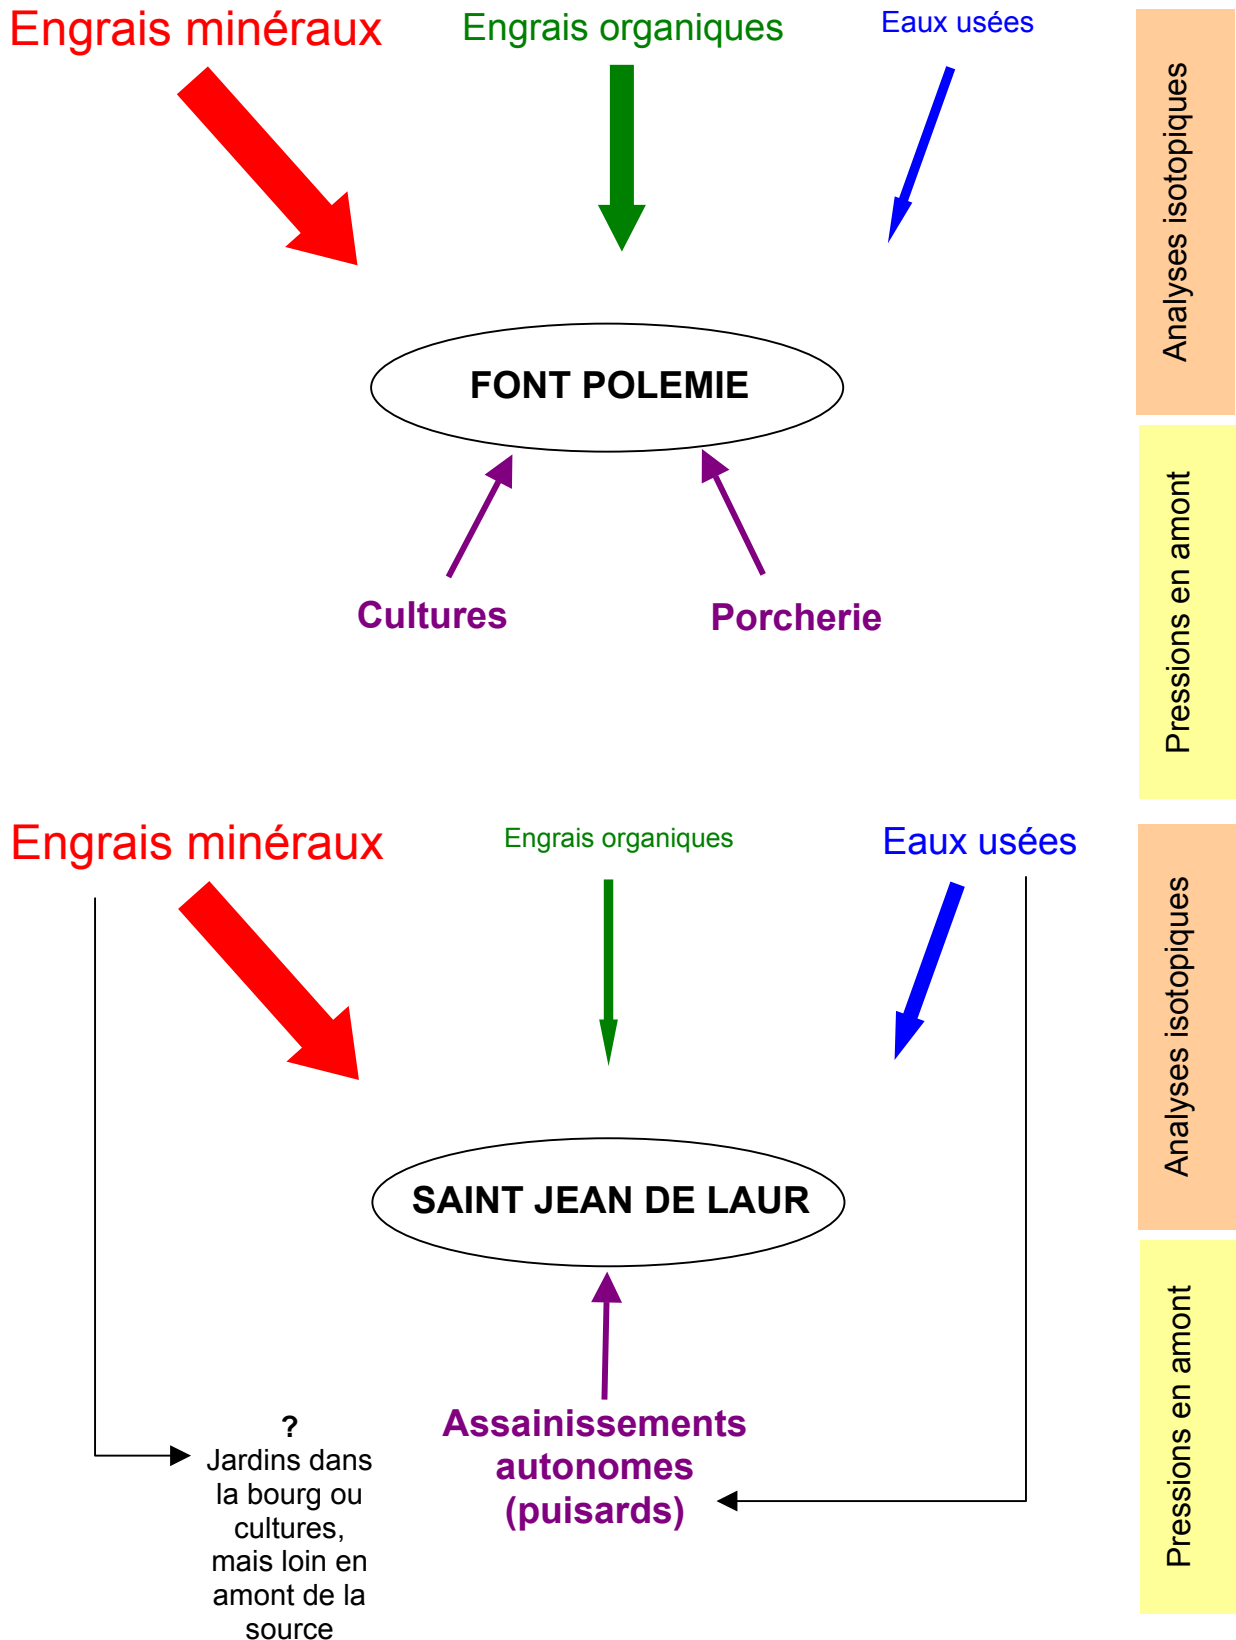 Engrais minéraux
Engrais organiques
Eaux usées
Analyses isotopiques
FONT POLEMIE
Pressions en amont
Cultures
Porcherie
Engrais minéraux
Engrais organiques
Eaux usées
Analyses isotopiques
SAINT JEAN DE LAUR
Pressions en amont
Assainissements
autonomes
(puisards)
?
Jardins dans
la bourg ou
cultures,
mais loin en
amont de la
source